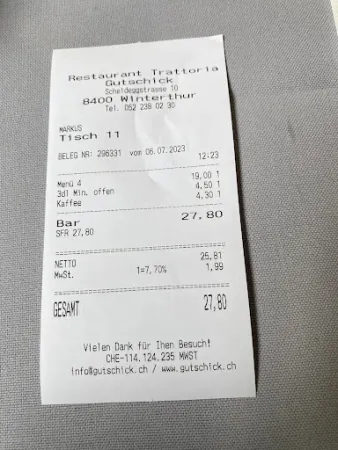 Restaurant Trattoria
Gutschick
Scheideggstrasse 10
8400 Winterthur
Tel. 052 238 02 30
MARKUS
Tisch 11
BELEG NR: 296331 vom 06.07.2023 12:23
Menü 4 19,00 1
3dl Min. offen 4,50 1
Kaffee 4,30 1
Bar 27,80
SFR 27,80
NETTO 25,81
MwSt. 1=7,70% 1,99
GESAMT 27,80
Vielen Dank für Ihen Besuch!
CHE-114.124.235 MWST
info@gutschick.ch / www.gutschick.ch